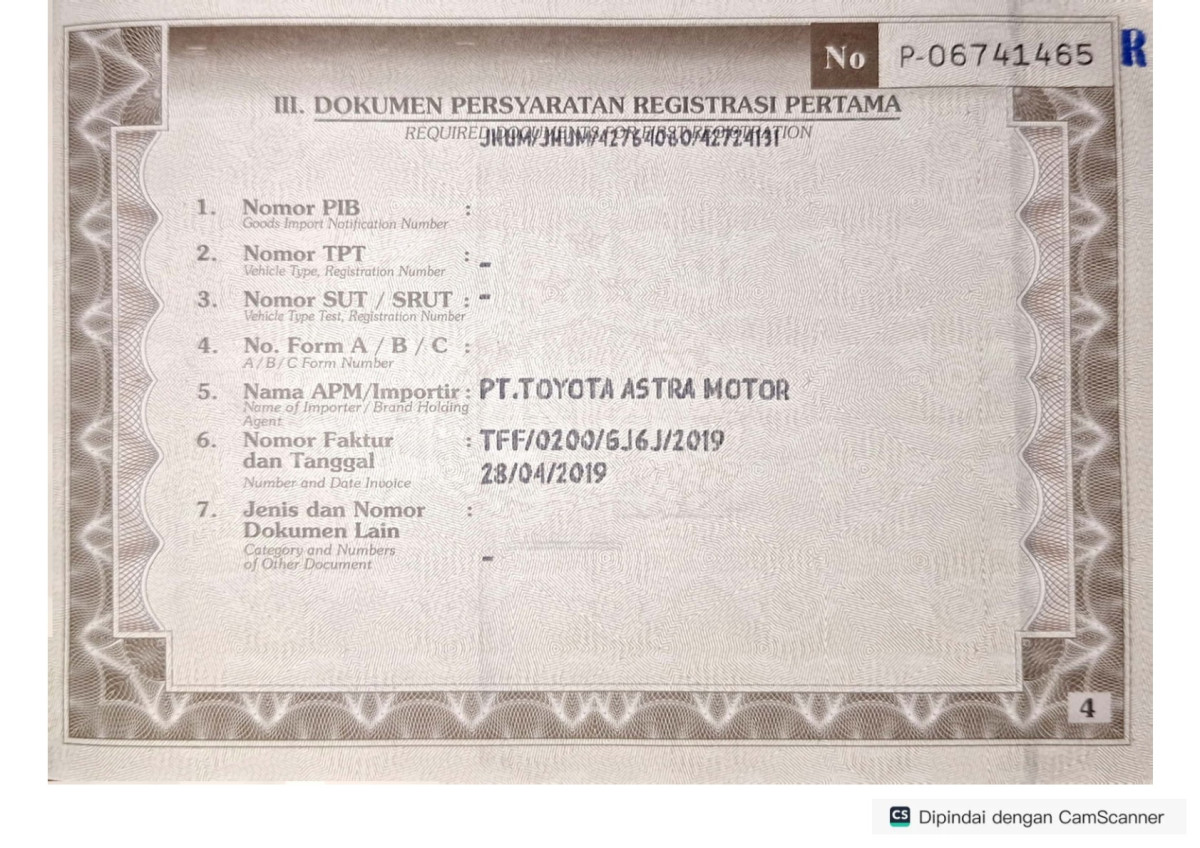 No P-06741465 R
III. DOKUMEN PERSYARATAN REGISTRASI PERTAMA
REQUIRED DOCUMENTS FOR FIRST REGISTRATION
1. Nomor PIB :
Goods Import Notification Number
2. Nomor TPT : -
Vehicle Type, Registration Number
3. Nomor SUT / SRUT : -
Vehicle Type Test, Registration Number
4. No. Form A / B / C :
A / B / C Form Number
5. Nama APM/Importir : PT.TOYOTA ASTRA MOTOR
Name of Importer / Brand Holding
Agent
6. Nomor Faktur : TFF/0200/6J6J/2019
dan Tanggal 28/04/2019
Number and Date Invoice
7. Jenis dan Nomor :
Dokumen Lain
Category and Numbers
of Other Document -
4
CS Dipindai dengan CamScanner